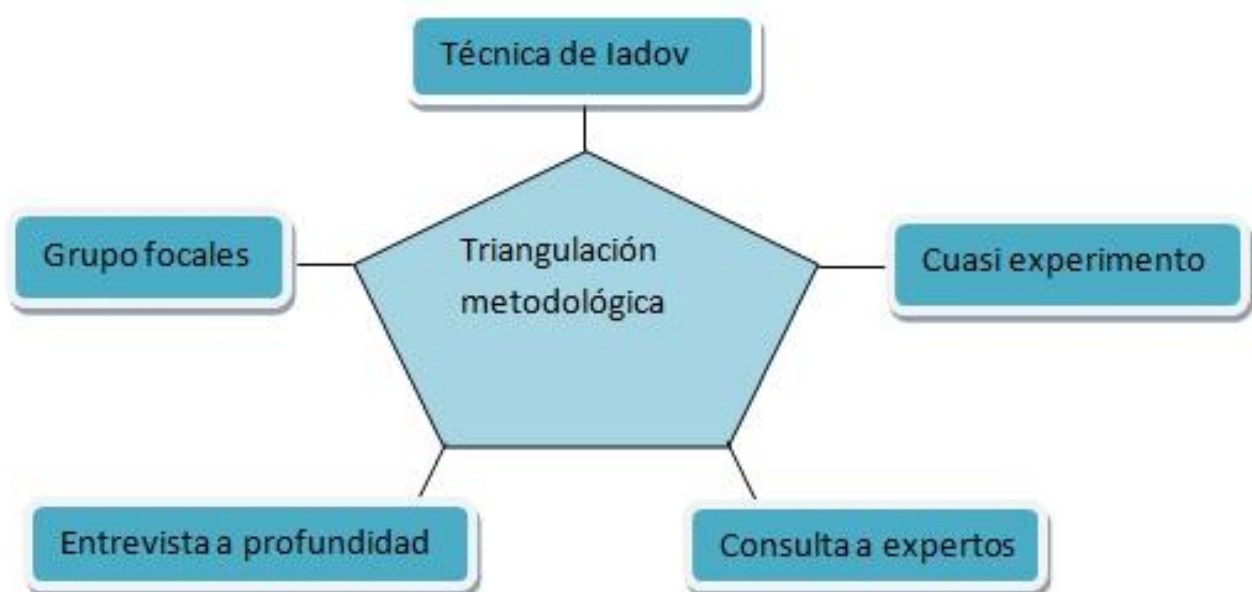 Técnica de Iadov
Grupo focales
Triangulación
metodológica
Cuasi experimento
Entrevista a profundidad
Consulta a expertos